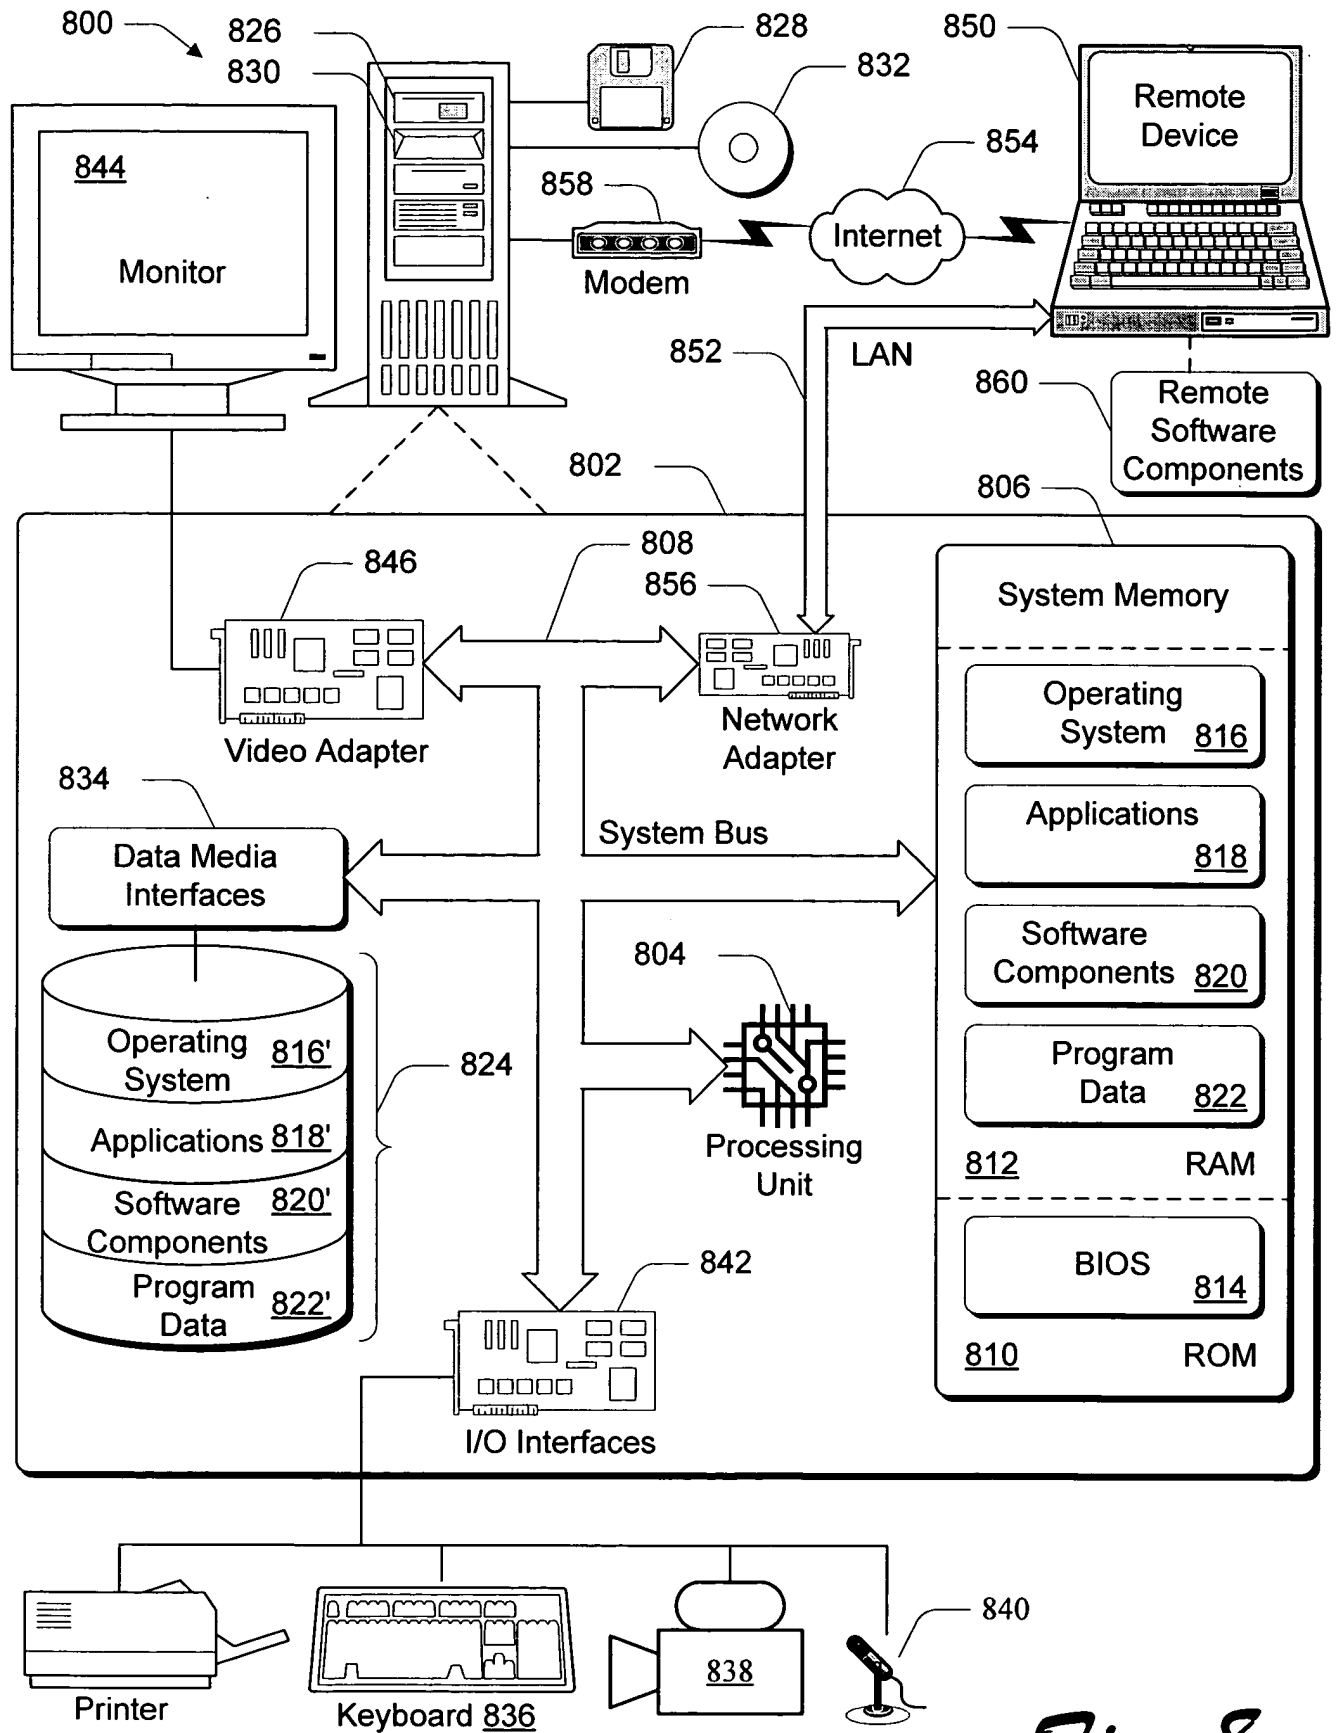 800
826
830
828
832
850
Remote
Device
844
Monitor
858
Modem
854
Internet
852
LAN
860
Remote
Software
Components
802
806
846
808
856
System Memory
Video Adapter
Network
Adapter
Operating
System 816
834
Data Media
Interfaces
System Bus
Applications
818
Software
Components 820
804
Processing
Unit
Program
Data 822
812 RAM
Operating
System 816'
824
Applications 818'
Software
Components 820'
Program
Data 822'
842
I/O Interfaces
BIOS
814
810 ROM
Printer
Keyboard 836
838
840